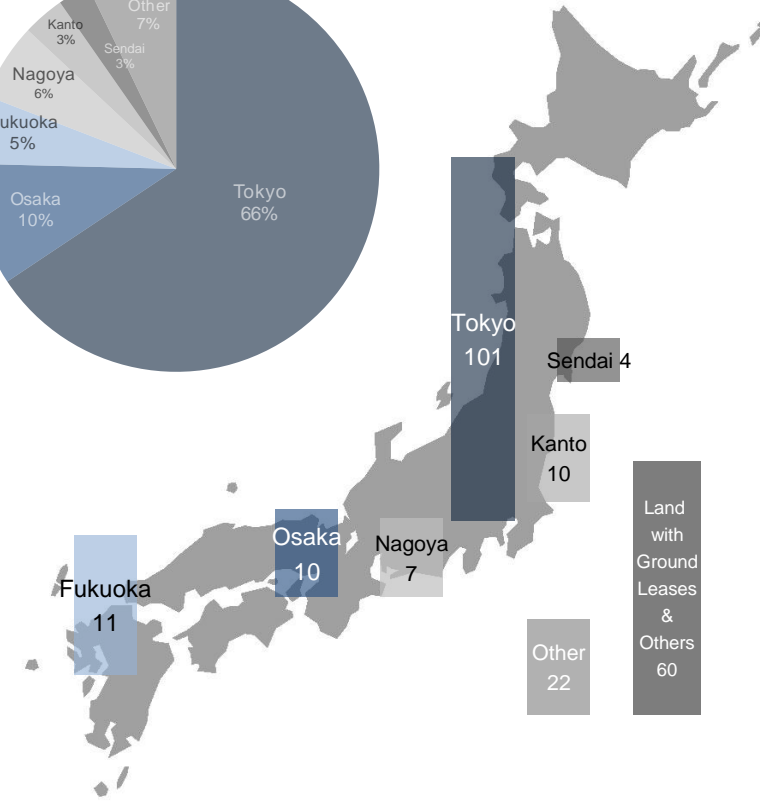 Other
7%
Kanto
3%
Sendai
3%
Nagoya
6%
ukuoka
5%
Osaka
10%
Tokyo
66%
Tokyo
101
Sendai 4
Kanto
10
Land
with
Ground
Leases
&
Others
60
Osaka
10
Nagoya
7
Fukuoka
11
Other
22